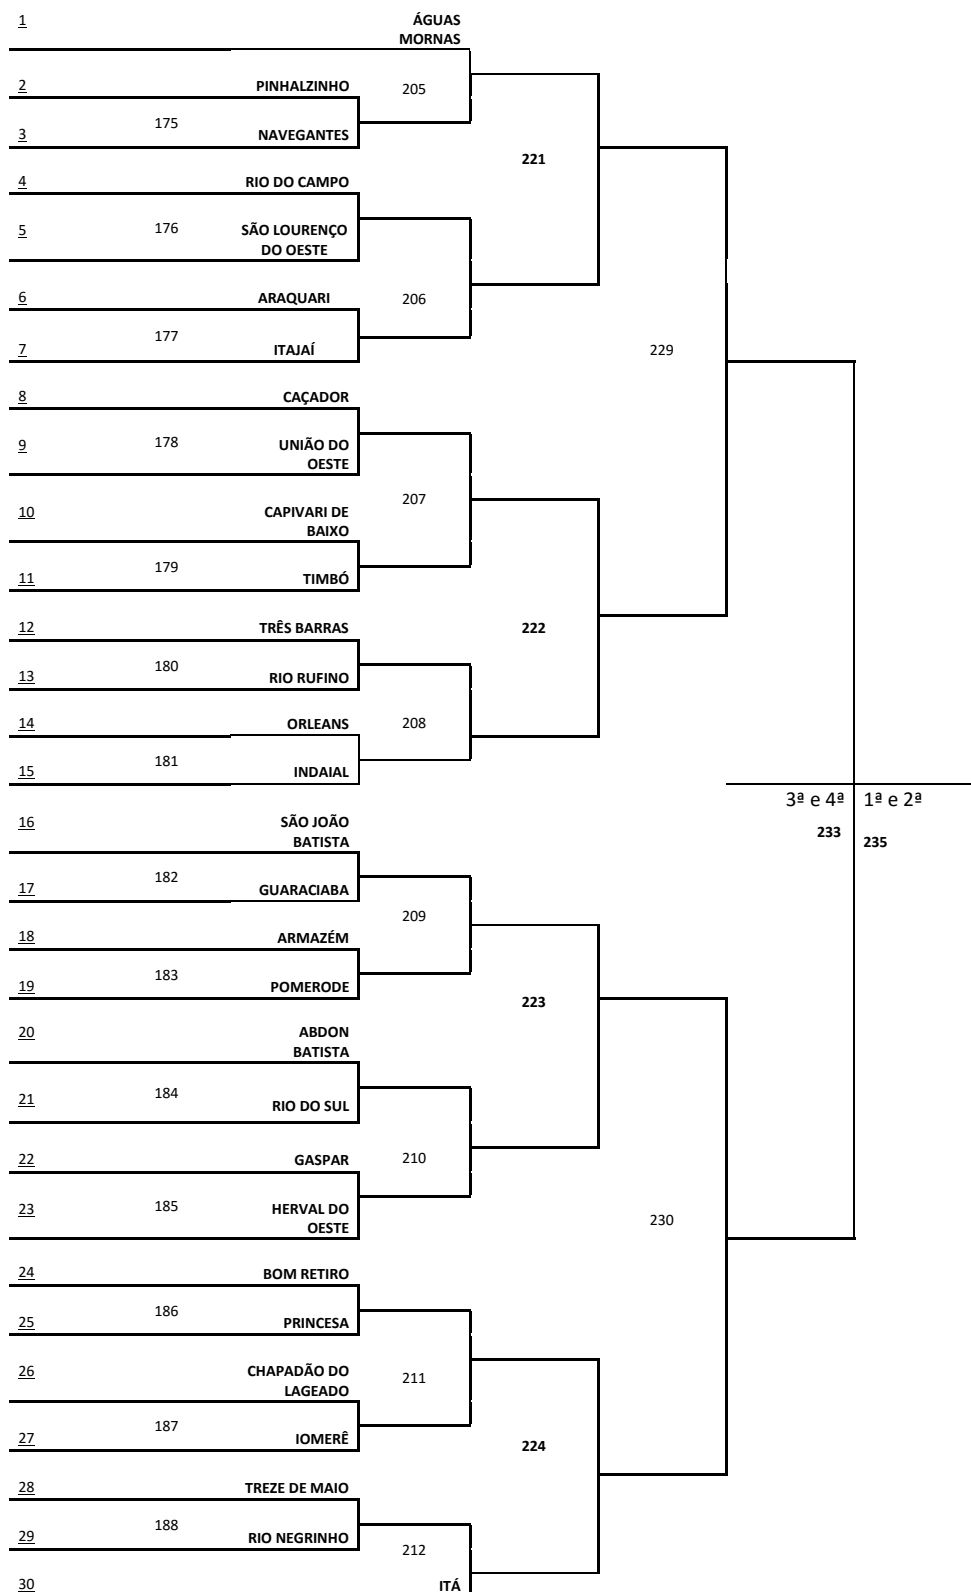 1
ÁGUAS
MORNAS
2
PINHALZINHO
205
175
3
NAVEGANTES
221
4
RIO DO CAMPO
5
176
SÃO LOURENÇO
DO OESTE
6
ARAQUARI
206
177
7
ITAJAÍ
229
8
CAÇADOR
9
178
UNIÃO DO
OESTE
207
10
CAPIVARI DE
BAIXO
179
11
TIMBÓ
12
TRÊS BARRAS
222
180
13
RIO RUFINO
14
ORLEANS
208
181
15
INDAIAL
3ª e 4ª
1ª e 2ª
233
235
16
SÃO JOÃO
BATISTA
182
17
GUARACIABA
209
18
ARMAZÉM
183
19
POMERODE
223
20
ABDON
BATISTA
184
21
RIO DO SUL
22
GASPAR
210
23
185
HERVAL DO
OESTE
230
24
BOM RETIRO
186
25
PRINCESA
26
CHAPADÃO DO
LAGEADO
211
187
27
IOMERÊ
224
28
TREZE DE MAIO
188
29
RIO NEGRINHO
212
30
ITÁ